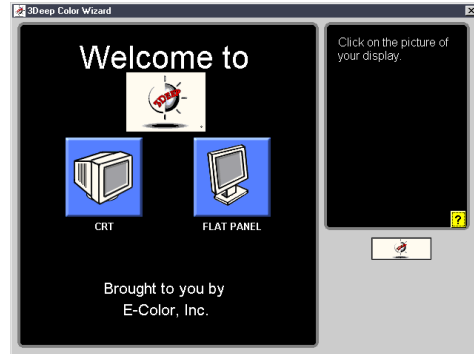 3Deep Color Wizard
Welcome to
3DEEP
CRT
FLAT PANEL
Brought to you by
E-Color, Inc.
Click on the picture of
your display.
?